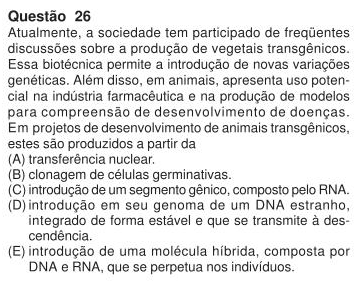 Questão 26
Atualmente, a sociedade tem participado de freqüentes
discussões sobre a produção de vegetais transgênicos.
Essa biotécnica permite a introdução de novas variações
genéticas. Além disso, em animais, apresenta uso poten-
cial na indústria farmacêutica e na produção de modelos
para compreensão de desenvolvimento de doenças.
Em projetos de desenvolvimento de animais transgênicos,
estes são produzidos a partir da
(A) transferência nuclear.
(B) clonagem de células germinativas.
(C) introdução de um segmento gênico, composto pelo RNA.
(D) introdução em seu genoma de um DNA estranho,
integrado de forma estável e que se transmite à des-
cendência.
(E) introdução de uma molécula híbrida, composta por
DNA e RNA, que se perpetua nos indivíduos.